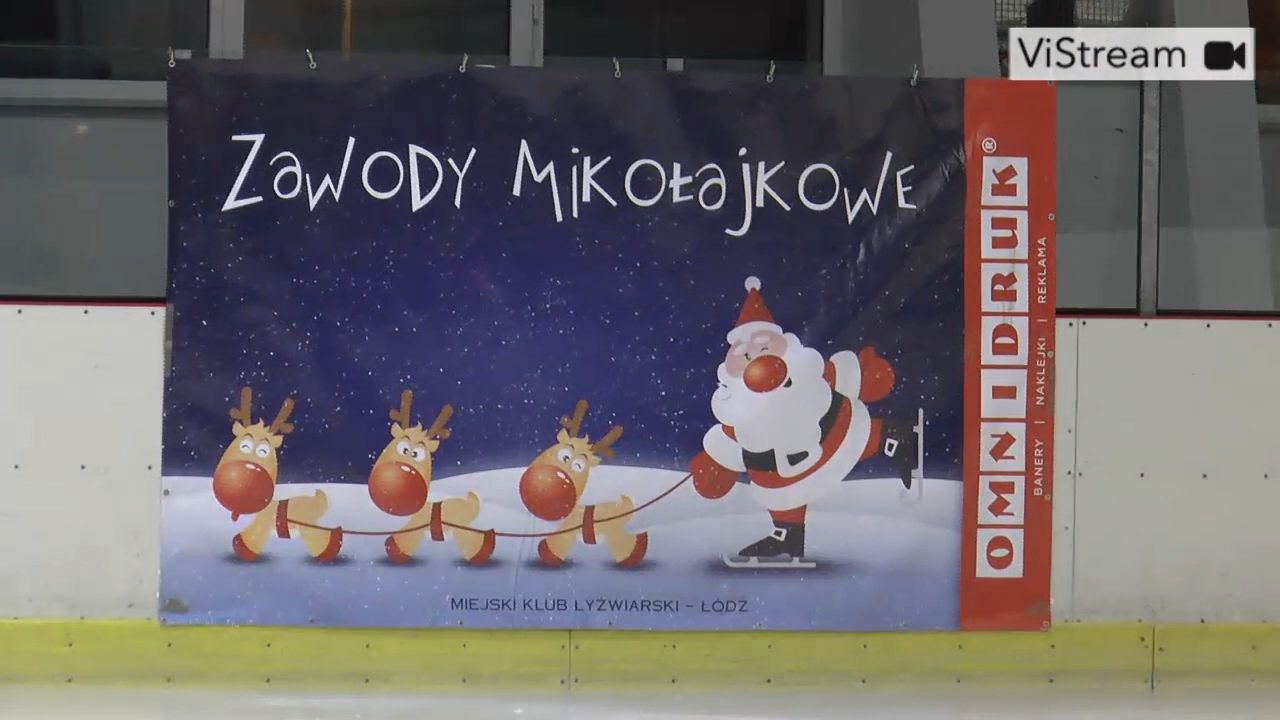 ViStream
Zawody Mikołajkowe
MIEJSKI KLUB ŁYŻWIARSKI – ŁÓDŹ
OMNIDRUK®
BANERY | NAKLEJKI | REKLAMA